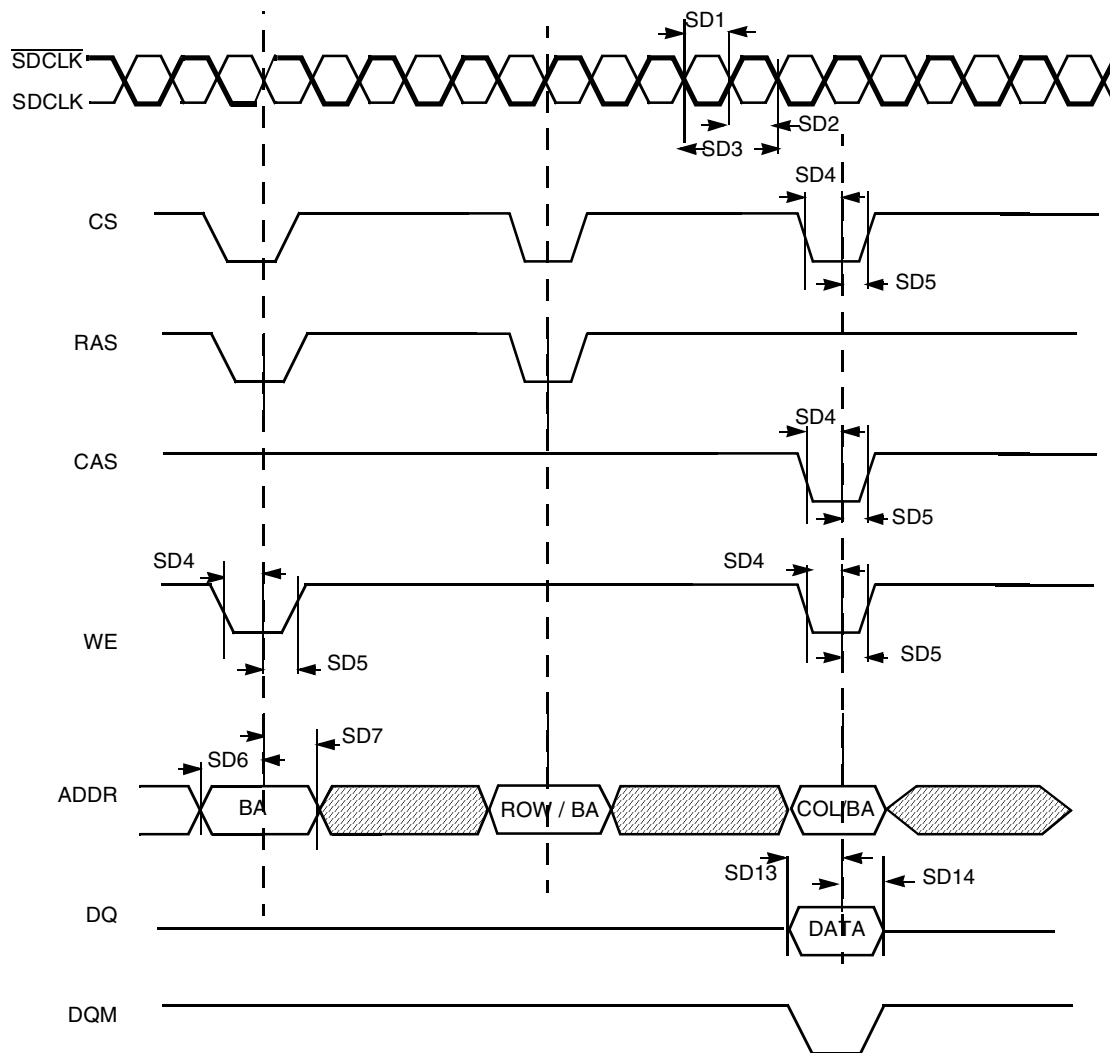 SD1
SDCLK
SDCLK
SD2
SD3
SD4
CS
SD5
RAS
SD4
CAS
SD5
SD4
SD4
WE
SD5
SD5
SD7
SD6
ADDR
BA
ROW / BA
COL/BA
SD13
SD14
DQ
DATA
DQM